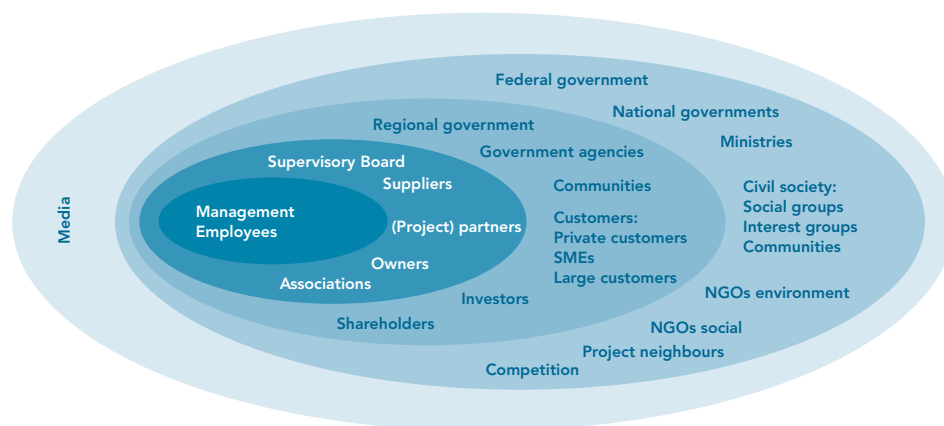 Federal government
National governments
Regional government
Ministries
Government agencies
Supervisory Board
Suppliers
Communities
Civil society:
Social groups
Interest groups
Communities
Media
Management
Employees
(Project) partners
Customers:
Private customers
SMEs
Large customers
Owners
Associations
Investors
NGOs environment
Shareholders
NGOs social
Project neighbours
Competition